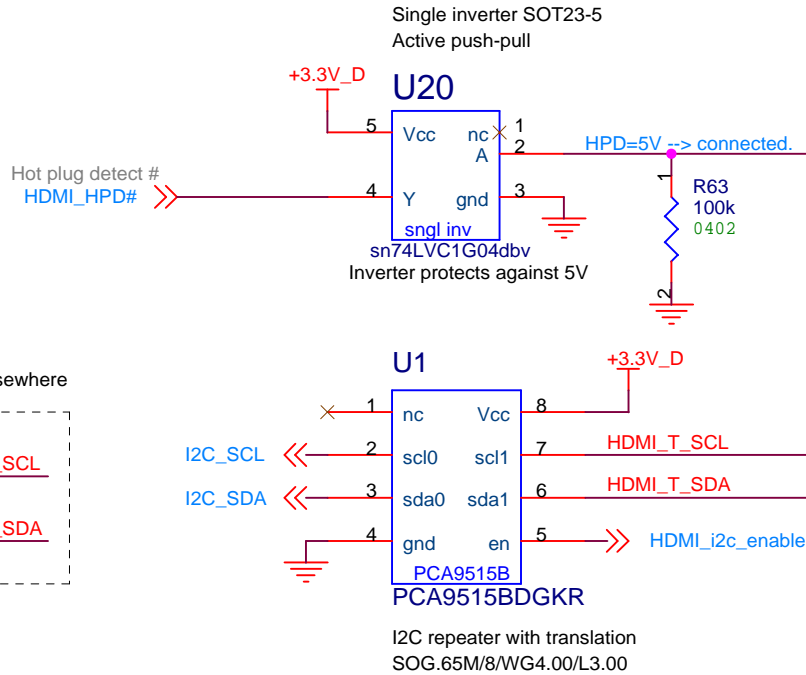 Single inverter SOT23-5
Active push-pull
+3.3V_D
U20
5
Vcc
nc
1
A
2
HPD=5V --> connected.
Hot plug detect #
HDMI_HPD#
4
Y
gnd
3
sngl inv
sn74LVC1G04dbv
Inverter protects against 5V
1
R63
100k
0402
2
sewhere
_SCL
_SDA
U1
+3.3V_D
1
nc
Vcc
8
I2C_SCL
2
scl0
scl1
7
HDMI_T_SCL
I2C_SDA
3
sda0
sda1
6
HDMI_T_SDA
4
gnd
en
5
HDMI_i2c_enable
PCA9515B
PCA9515BDGKR
I2C repeater with translation
SOG.65M/8/WG4.00/L3.00